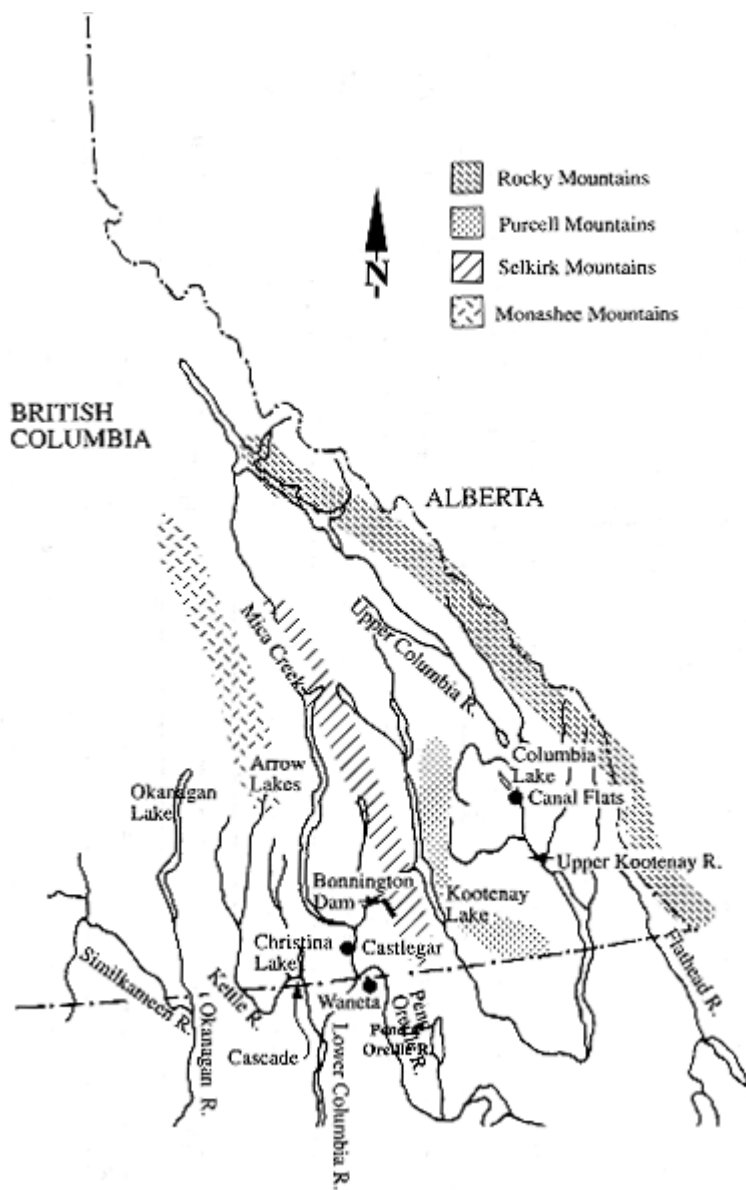 Rocky Mountains
Purcell Mountains
N
Selkirk Mountains
Monashee Mountains
BRITISH
COLUMBIA
ALBERTA
Upper Columbia R.
Mica Creek
Columbia
Lake
Arrow
Lakes
Okanagan
Lake
Canal Flats
Upper Kootenay R.
Bonnington
Dam
Kootenay
Lake
Christina
Lake
Castlegar
Similkameen R.
Kettle R.
Flathead R.
Waneta
Okanagan R.
Cascade
Lower Columbia R.
Pend
Oreille R.
Pend
Oreille R.